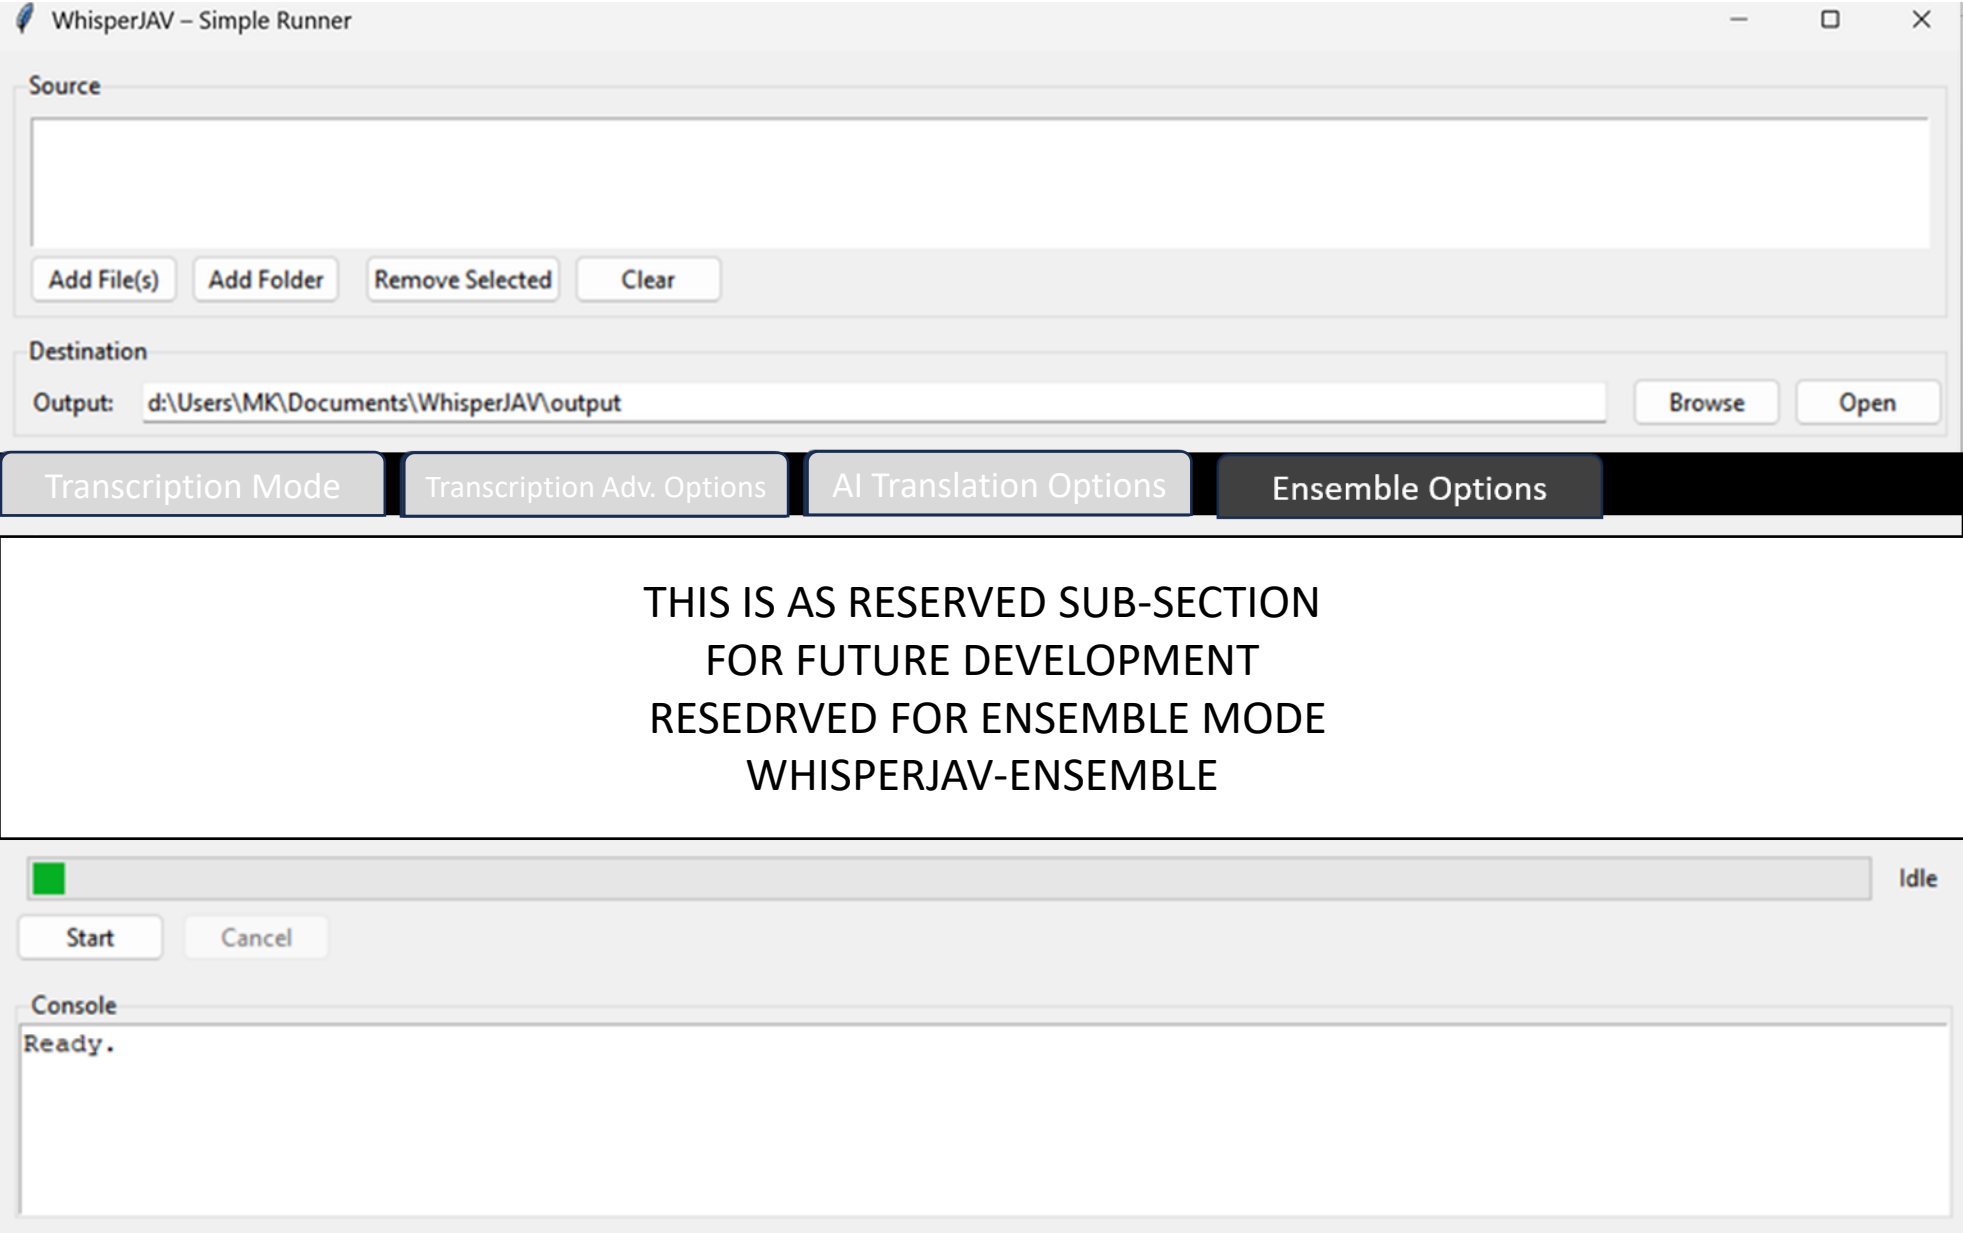 WhisperJAV – Simple Runner
Source
Add File(s) Add Folder Remove Selected Clear
Destination
Output: d:\Users\MK\Documents\WhisperJAV\output Browse Open
Transcription Mode Transcription Adv. Options AI Translation Options Ensemble Options
THIS IS AS RESERVED SUB-SECTION
FOR FUTURE DEVELOPMENT
RESEDRVED FOR ENSEMBLE MODE
WHISPERJAV-ENSEMBLE
Idle
Start Cancel
Console
Ready.